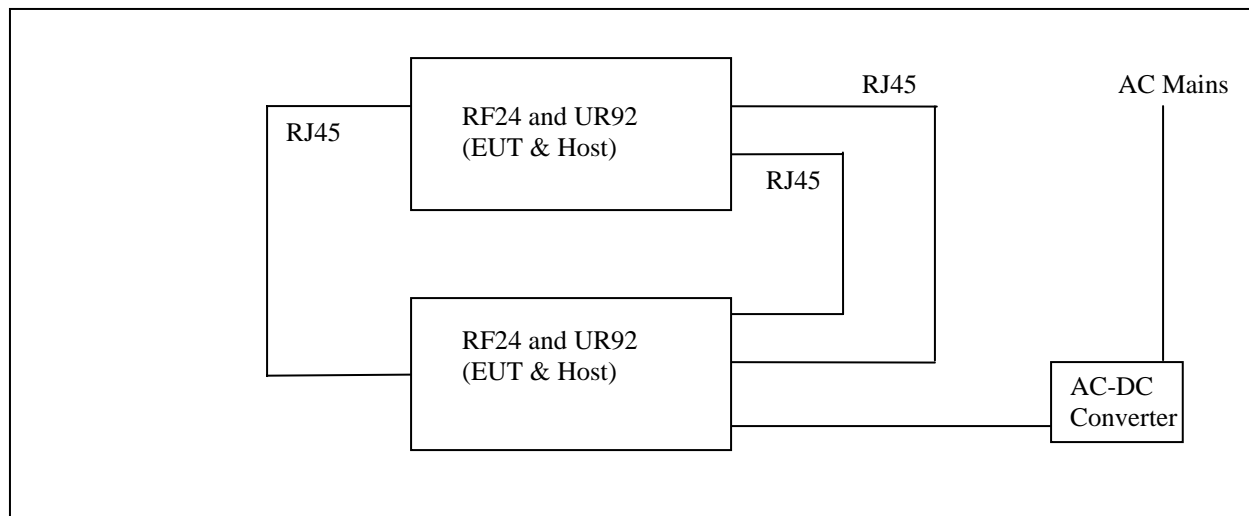 RJ45
AC Mains
RF24 and UR92
(EUT & Host)
RJ45
RJ45
RF24 and UR92
(EUT & Host)
AC-DC
Converter